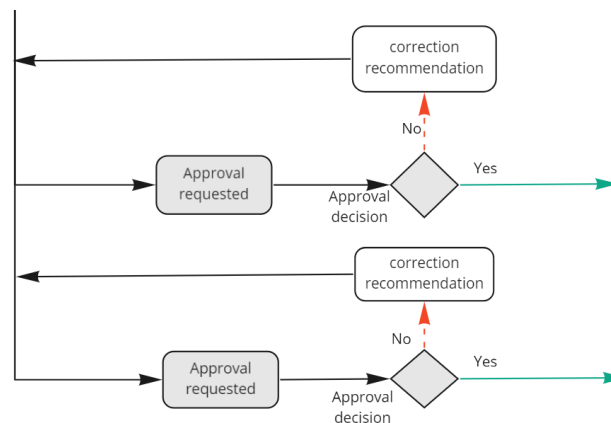 correction
recommendation
No
Approval
requested
Yes
Approval
decision
correction
recommendation
No
Approval
requested
Yes
Approval
decision